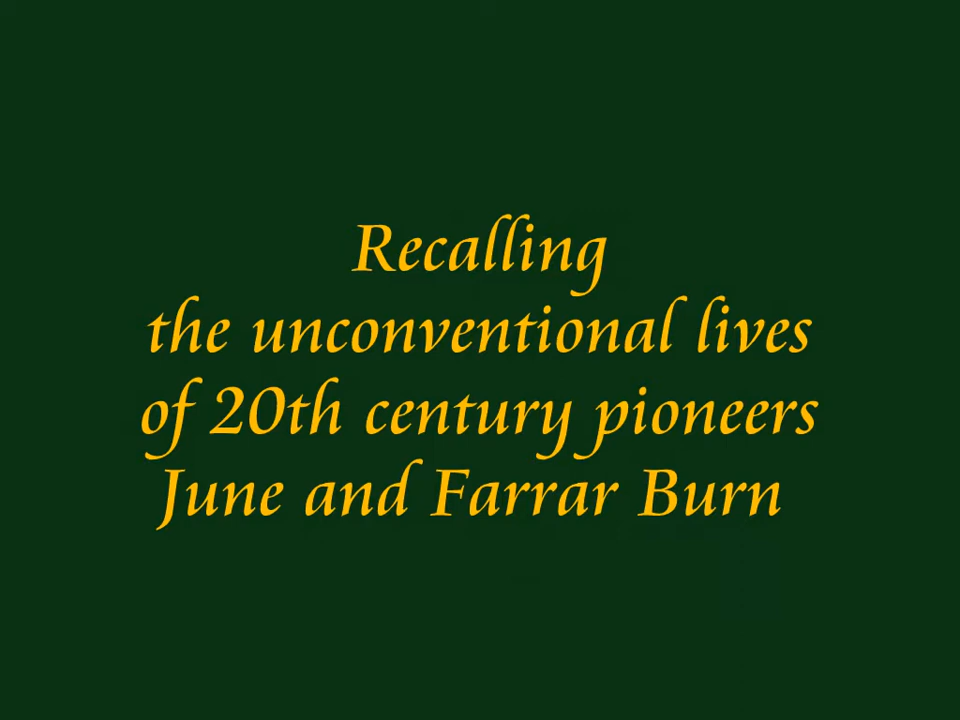 Recalling
the unconventional lives
of 20th century pioneers
June and Farrar Burn